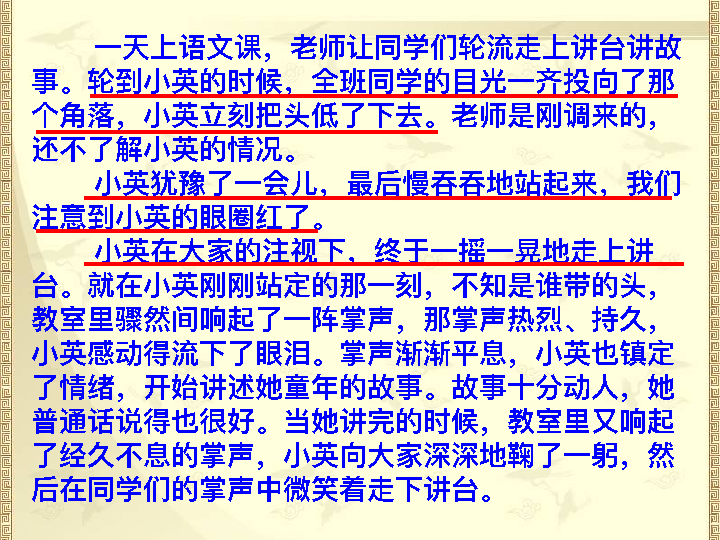 一天上语文课，老师让同学们轮流走上讲台讲故
事。轮到小英的时候，全班同学的目光一齐投向了那
个角落，小英立刻把头低了下去。老师是刚调来的，
还不了解小英的情况。
小英犹豫了一会儿，最后慢吞吞地站起来，我们
注意到小英的眼圈红了。
小英在大家的注视下，终于一摇一晃地走上讲
台。就在小英刚刚站定的那一刻，不知是谁带的头，
教室里骤然间响起了一阵掌声，那掌声热烈、持久，
小英感动得流下了眼泪。掌声渐渐平息，小英也镇定
了情绪，开始讲述她童年的故事。故事十分动人，她
普通话说得也很好。当她讲完的时候，教室里又响起
了经久不息的掌声，小英向大家深深地鞠了一躬，然
后在同学们的掌声中微笑着走下讲台。